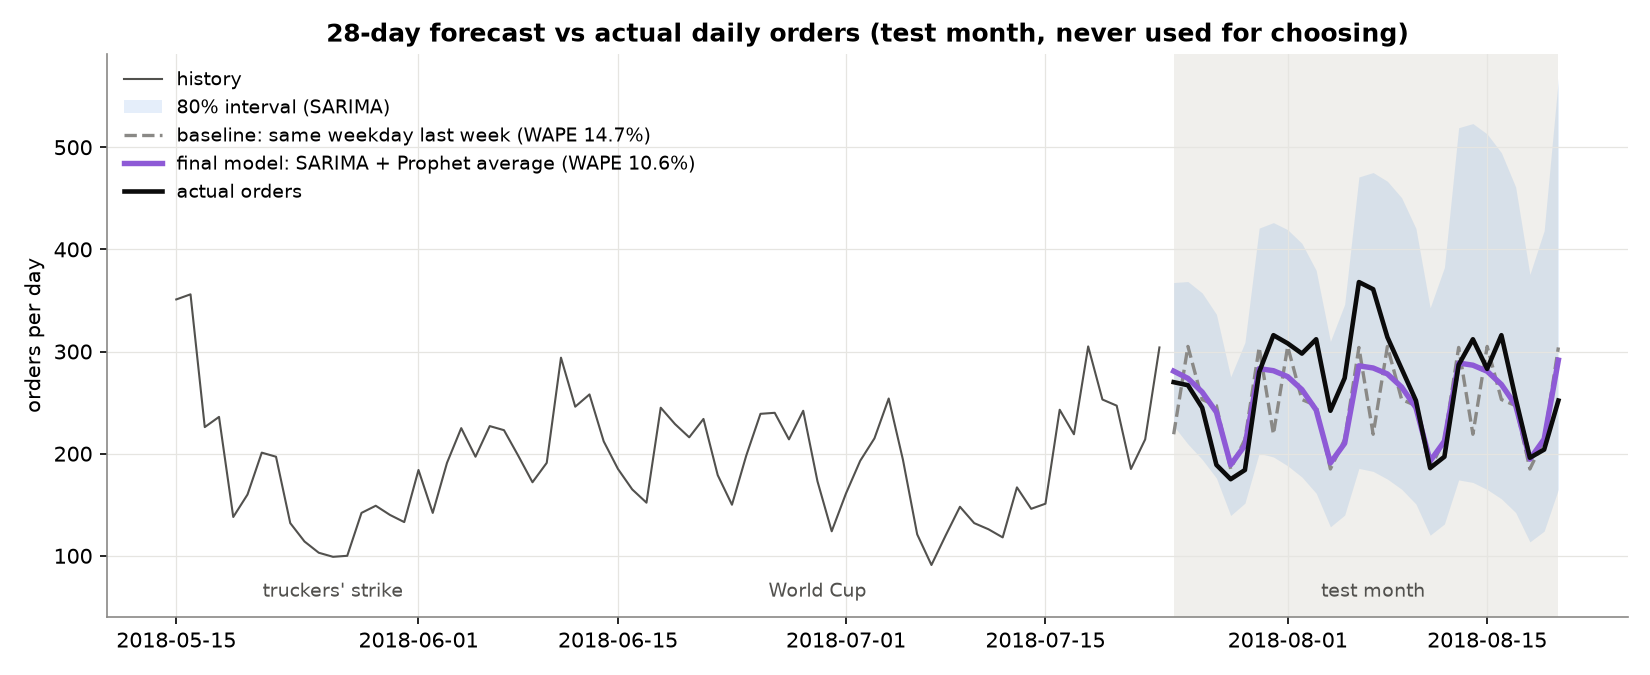 28-day forecast vs actual daily orders (test month, never used for choosing)
history
80% interval (SARIMA)
baseline: same weekday last week (WAPE 14.7%)
final model: SARIMA + Prophet average (WAPE 10.6%)
actual orders
orders per day
500
400
300
200
100
truckers' strike
World Cup
test month
2018-05-15
2018-06-01
2018-06-15
2018-07-01
2018-07-15
2018-08-01
2018-08-15